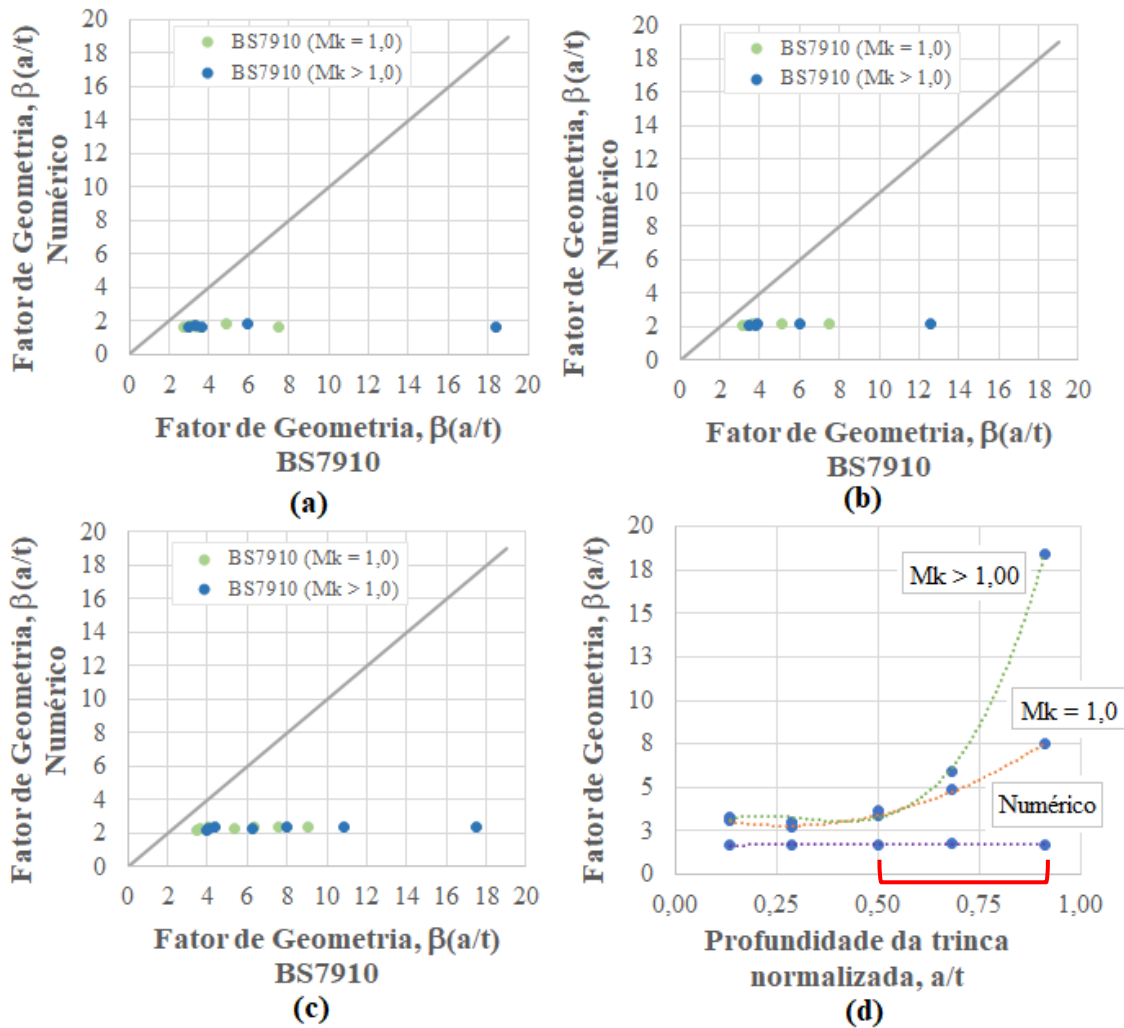 20
18
16
14
12
10
8
6
4
2
0
Fator de Geometria, β(a/t)
Numérico
BS7910 (Mk = 1,0)
BS7910 (Mk > 1,0)
0 2 4 6 8 10 12 14 16 18 20
Fator de Geometria, β(a/t)
BS7910
(a)
20
18
16
14
12
10
8
6
4
2
0
Fator de Geometria, β(a/t)
Numérico
BS7910 (Mk = 1,0)
BS7910 (Mk > 1,0)
0 2 4 6 8 10 12 14 16 18 20
Fator de Geometria, β(a/t)
BS7910
(b)
20
18
16
14
12
10
8
6
4
2
0
Fator de Geometria, β(a/t)
Numérico
BS7910 (Mk = 1,0)
BS7910 (Mk > 1,0)
0 2 4 6 8 10 12 14 16 18 20
Fator de Geometria, β(a/t)
BS7910
(c)
20
18
15
13
10
8
5
3
0
Fator de Geometria, β(a/t)
Mk > 1,00
Mk = 1,0
Numérico
0,00 0,25 0,50 0,75 1,00
Profundidade da trinca
normalizada, a/t
(d)